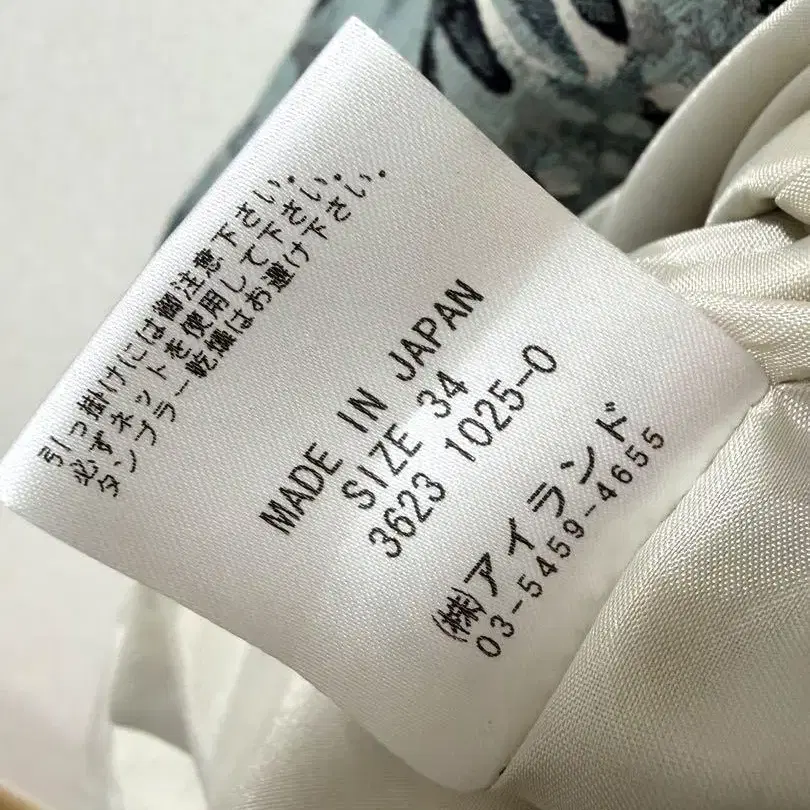 引っ掛けには御注意下さい。
必ずネットを使用して下さい。
タンブラー乾燥はお避け下さい。
MADE IN JAPAN
SIZE 34
3623 1025-0
㈱アイランド
03-5459-4655